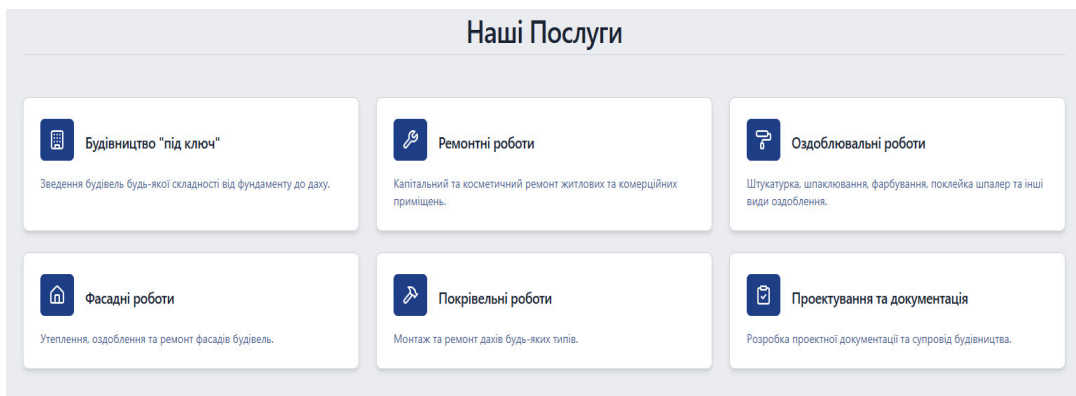 Наші Послуги
Будівництво "під ключ"
Зведення будівель будь-якої складності від фундаменту до даху.
Ремонтні роботи
Капітальний та косметичний ремонт житлових та комерційних
приміщень.
Оздоблювальні роботи
Штукатурка, шпаклювання, фарбування, поклейка шпалер та інші
види оздоблення.
Фасадні роботи
Утеплення, оздоблення та ремонт фасадів будівель.
Покрівельні роботи
Монтаж та ремонт дахів будь-яких типів.
Проектування та документація
Розробка проектної документації та супровід будівництва.